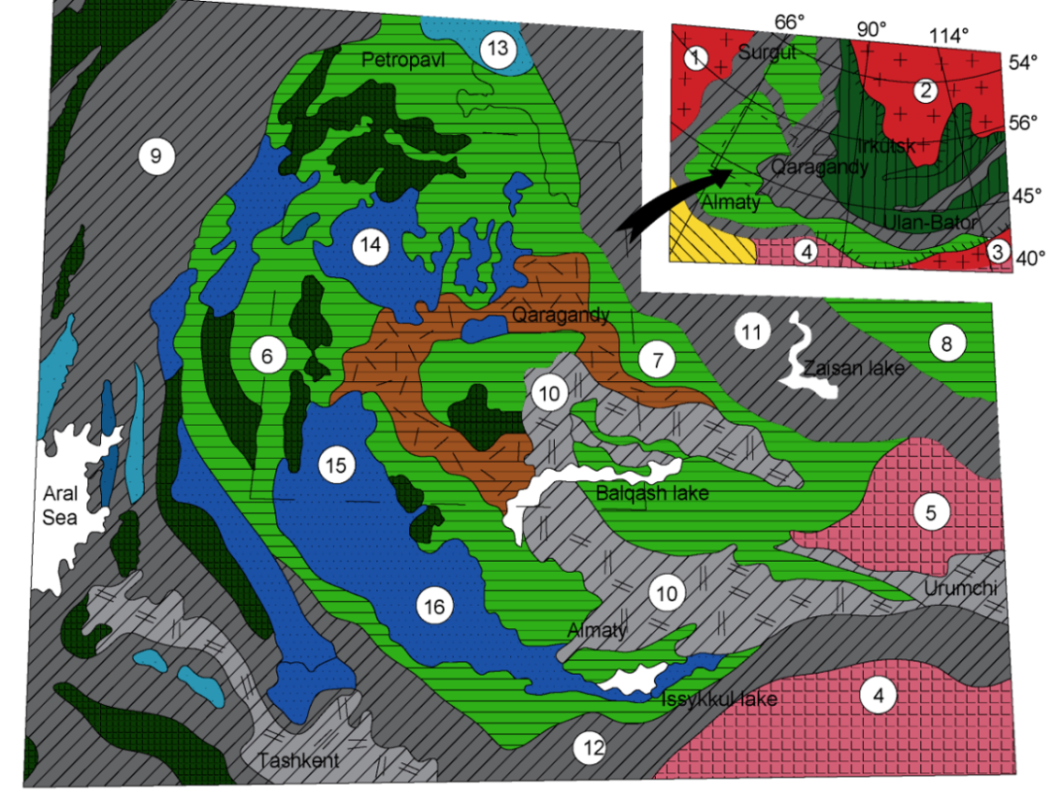 66°
90°
114°
13
Surgut
54°
Petropavl
1
2
56°
9
Irkutsk
Qaragandy
45°
Almaty
Ulan-Bator
14
4
3
40°
Qaragandy
11
8
6
7
Zaisan lake
10
15
Balqash lake
Aral
Sea
5
16
10
Urumchi
Almaty
4
Issykkul lake
12
Tashkent